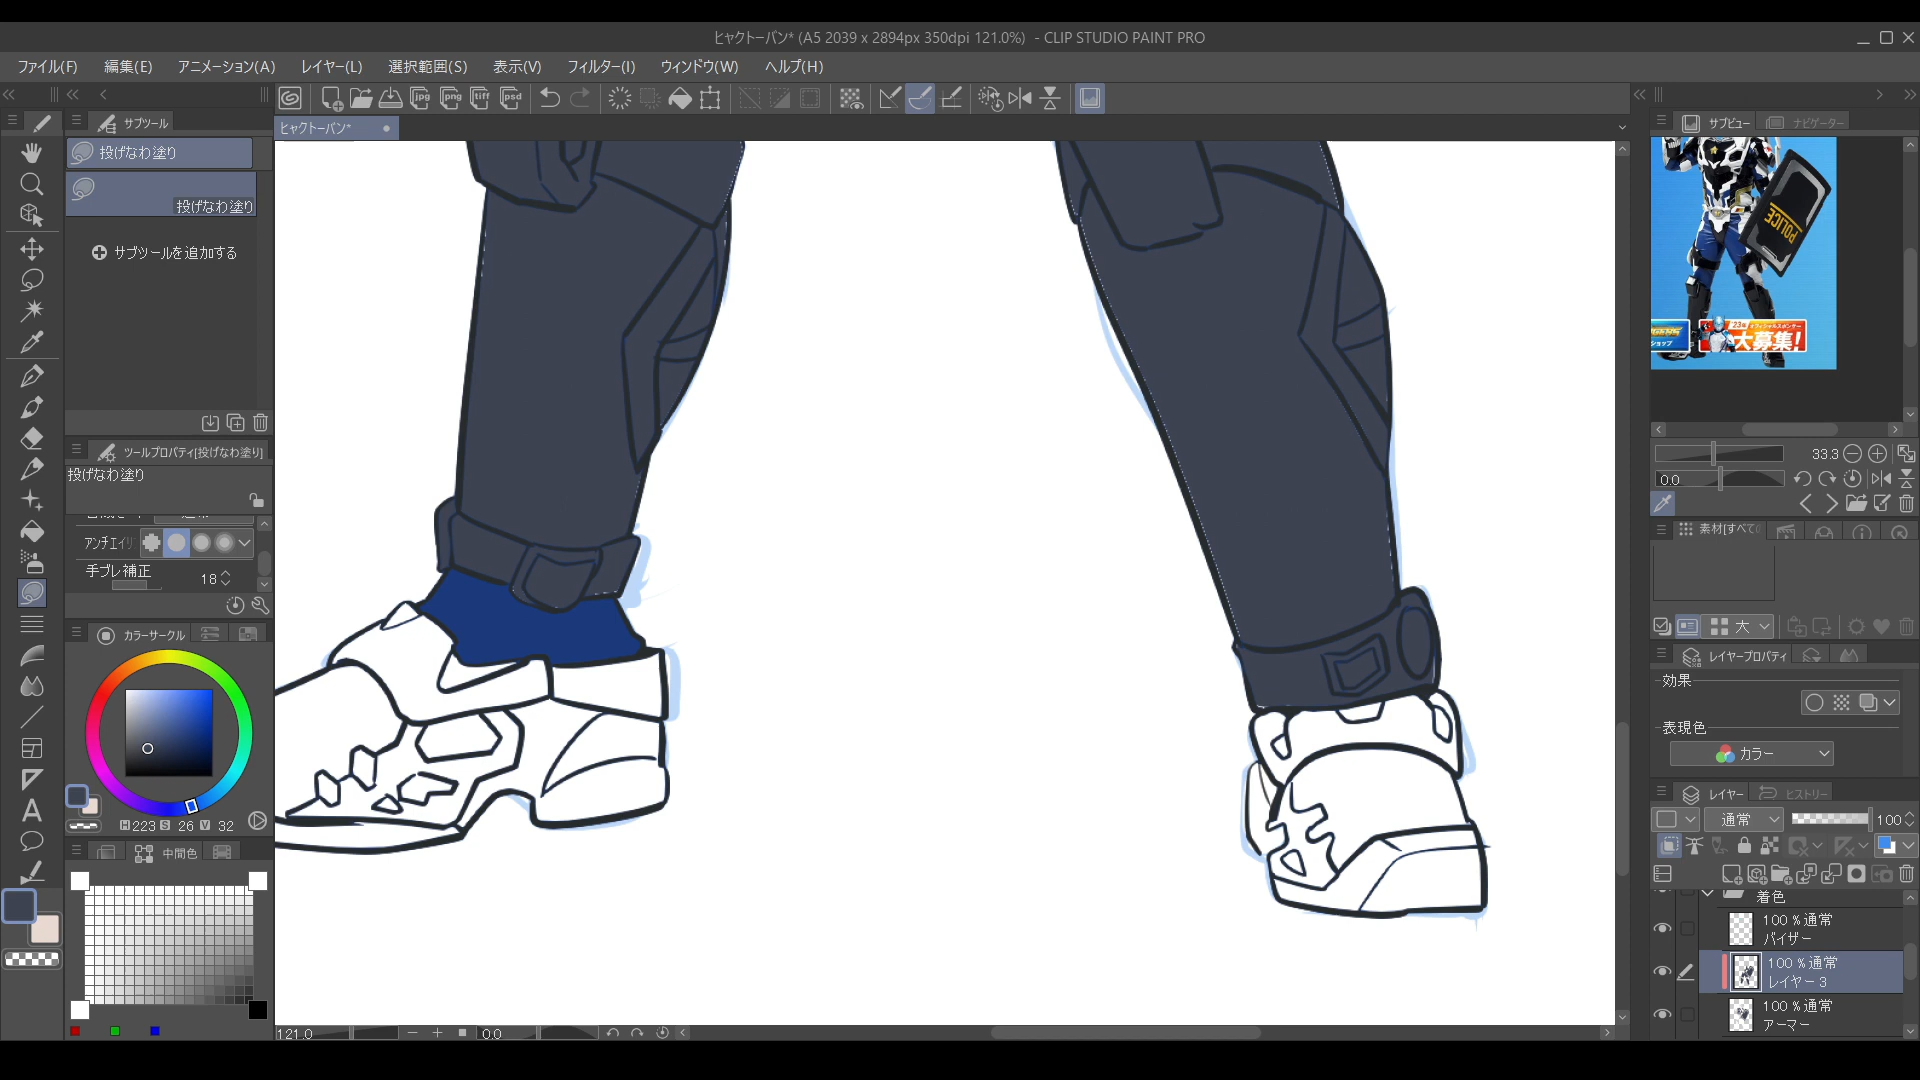 ヒャクトーバン* (A5 2039 x 2894px 350dpi 121.0%) - CLIP STUDIO PAINT PRO
ファイル(F) 編集(E) アニメーション(A) レイヤー(L) 選択範囲(S) 表示(V) フィルター(I) ウィンドウ(W) ヘルプ(H)
jpg png tiff psd
サブツール
ヒャクトーバン*
サブビュー ナビゲーター
投げなわ塗り
投げなわ塗り
サブツールを追加する
POLICE
'23年
大募集!
ショップ
ツールプロパティ[投げなわ塗り]
投げなわ塗り
33.3
0.0
アンチエイリ
手ブレ補正 18
素材[すべて
大
カラーサークル
レイヤープロパティ
効果
表現色
カラー
レイヤー ヒストリー
通常 100
H 223 S 26 V 32
中間色
着色
100 % 通常
バイザー
100 % 通常
レイヤー 3
100 % 通常
アーマー
121.0 0.0